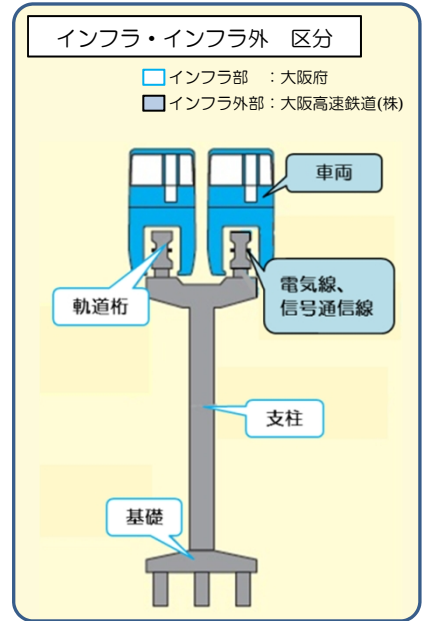 インフラ・インフラ外　区分
インフラ部　：大阪府
インフラ外部：大阪高速鉄道(株)
車両
軌道桁
電気線、
信号通信線
支柱
基礎